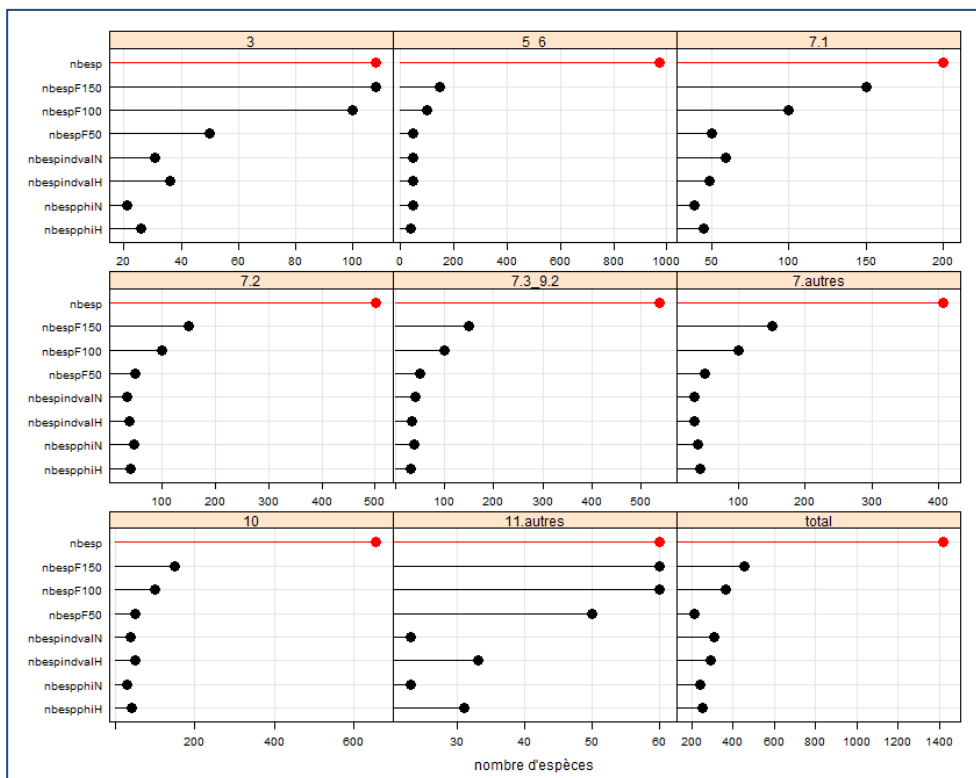 3 5_6 7.1
nbesp
nbespF150
nbespF100
nbespF50
nbespindvalN
nbespindvalH
nbespphiN
nbespphiH
20 40 60 80 100 0 200 400 600 800 1000 50 100 150 200
7.2 7.3_9.2 7.autres
nbesp
nbespF150
nbespF100
nbespF50
nbespindvalN
nbespindvalH
nbespphiN
nbespphiH
100 200 300 400 500 100 200 300 400 500 100 200 300 400
10 11.autres total
nbesp
nbespF150
nbespF100
nbespF50
nbespindvalN
nbespindvalH
nbespphiN
nbespphiH
200 400 600 30 40 50 60 200 400 600 800 1000 1200 1400
nombre d'espèces